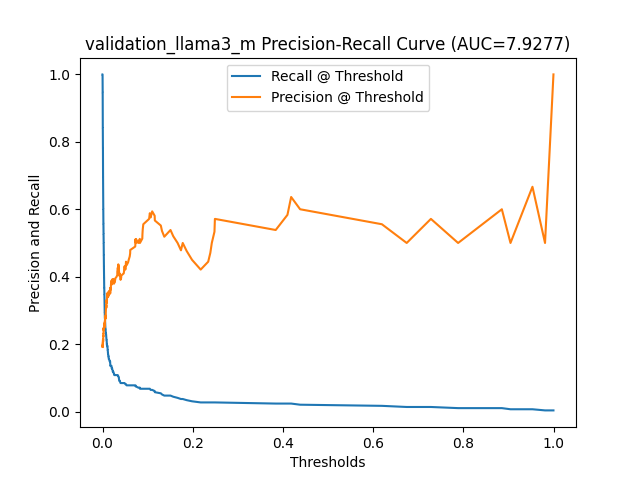 validation_llama3_m Precision-Recall Curve (AUC=7.9277)
Recall @ Threshold
Precision @ Threshold
Precision and Recall
1.0
0.8
0.6
0.4
0.2
0.0
0.0 0.2 0.4 0.6 0.8 1.0
Thresholds